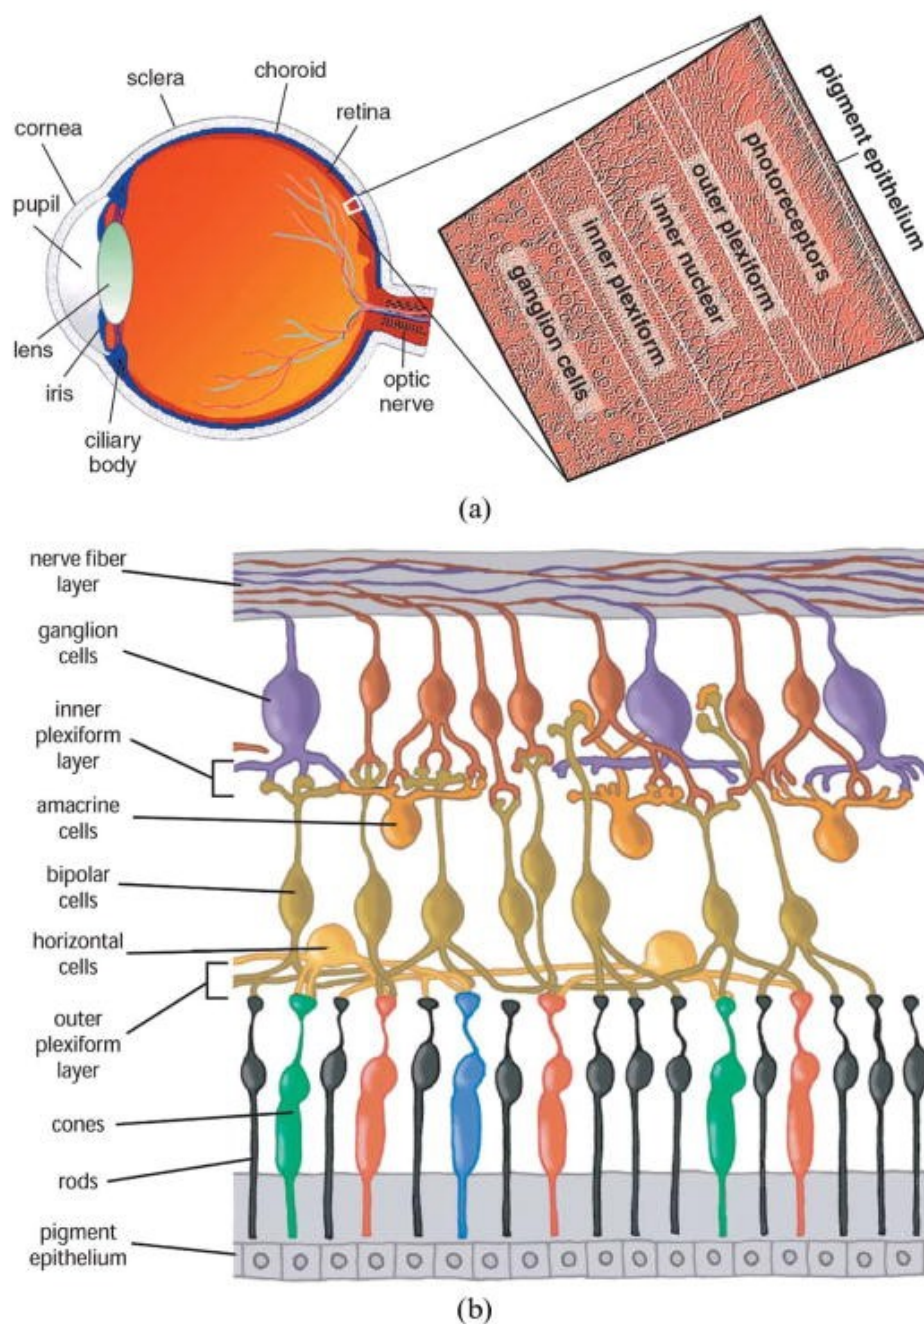 choroid
sclera
retina
cornea
pupil
lens
iris
ciliary
body
optic
nerve
pigment epithelium
photoreceptors
outer plexiform
inner nuclear
inner plexiform
ganglion cells
(a)
nerve fiber
layer
ganglion
cells
inner
plexiform
layer
amacrine
cells
bipolar
cells
horizontal
cells
outer
plexiform
layer
cones
rods
pigment
epithelium
(b)